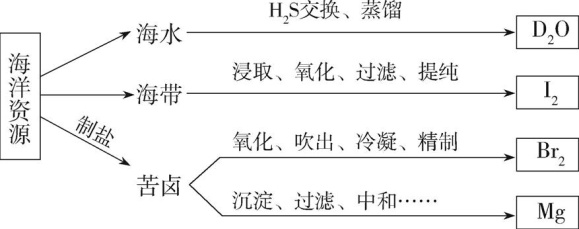 海洋资源
海水
H₂S交换、蒸馏
D₂O
海带
浸取、氧化、过滤、提纯
I₂
制盐
苦卤
氧化、吹出、冷凝、精制
Br₂
沉淀、过滤、中和……
Mg